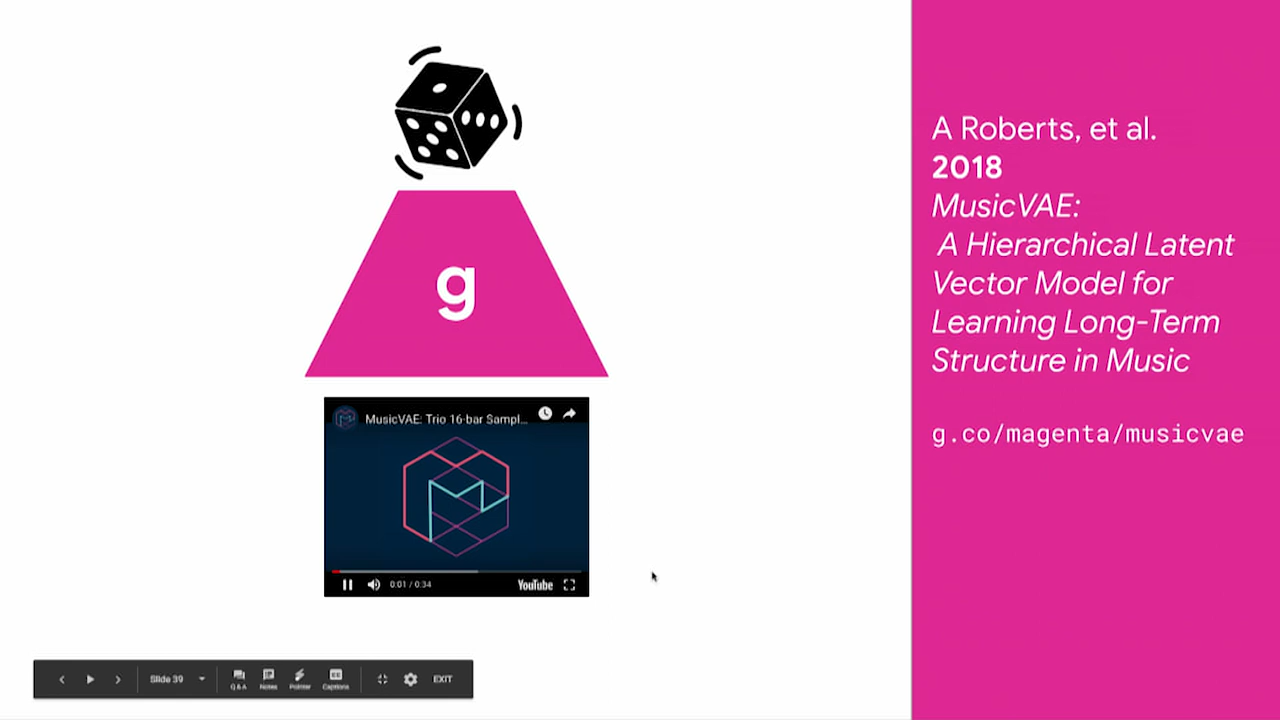 g
MusicVAE: Trio 16-bar Sampl...
0:01 / 0:34
YouTube
A Roberts, et al.
2018
MusicVAE:
A Hierarchical Latent
Vector Model for
Learning Long-Term
Structure in Music
g.co/magenta/musicvae
Slide 39
Q&A
Notes
Pointer
Captions
EXIT